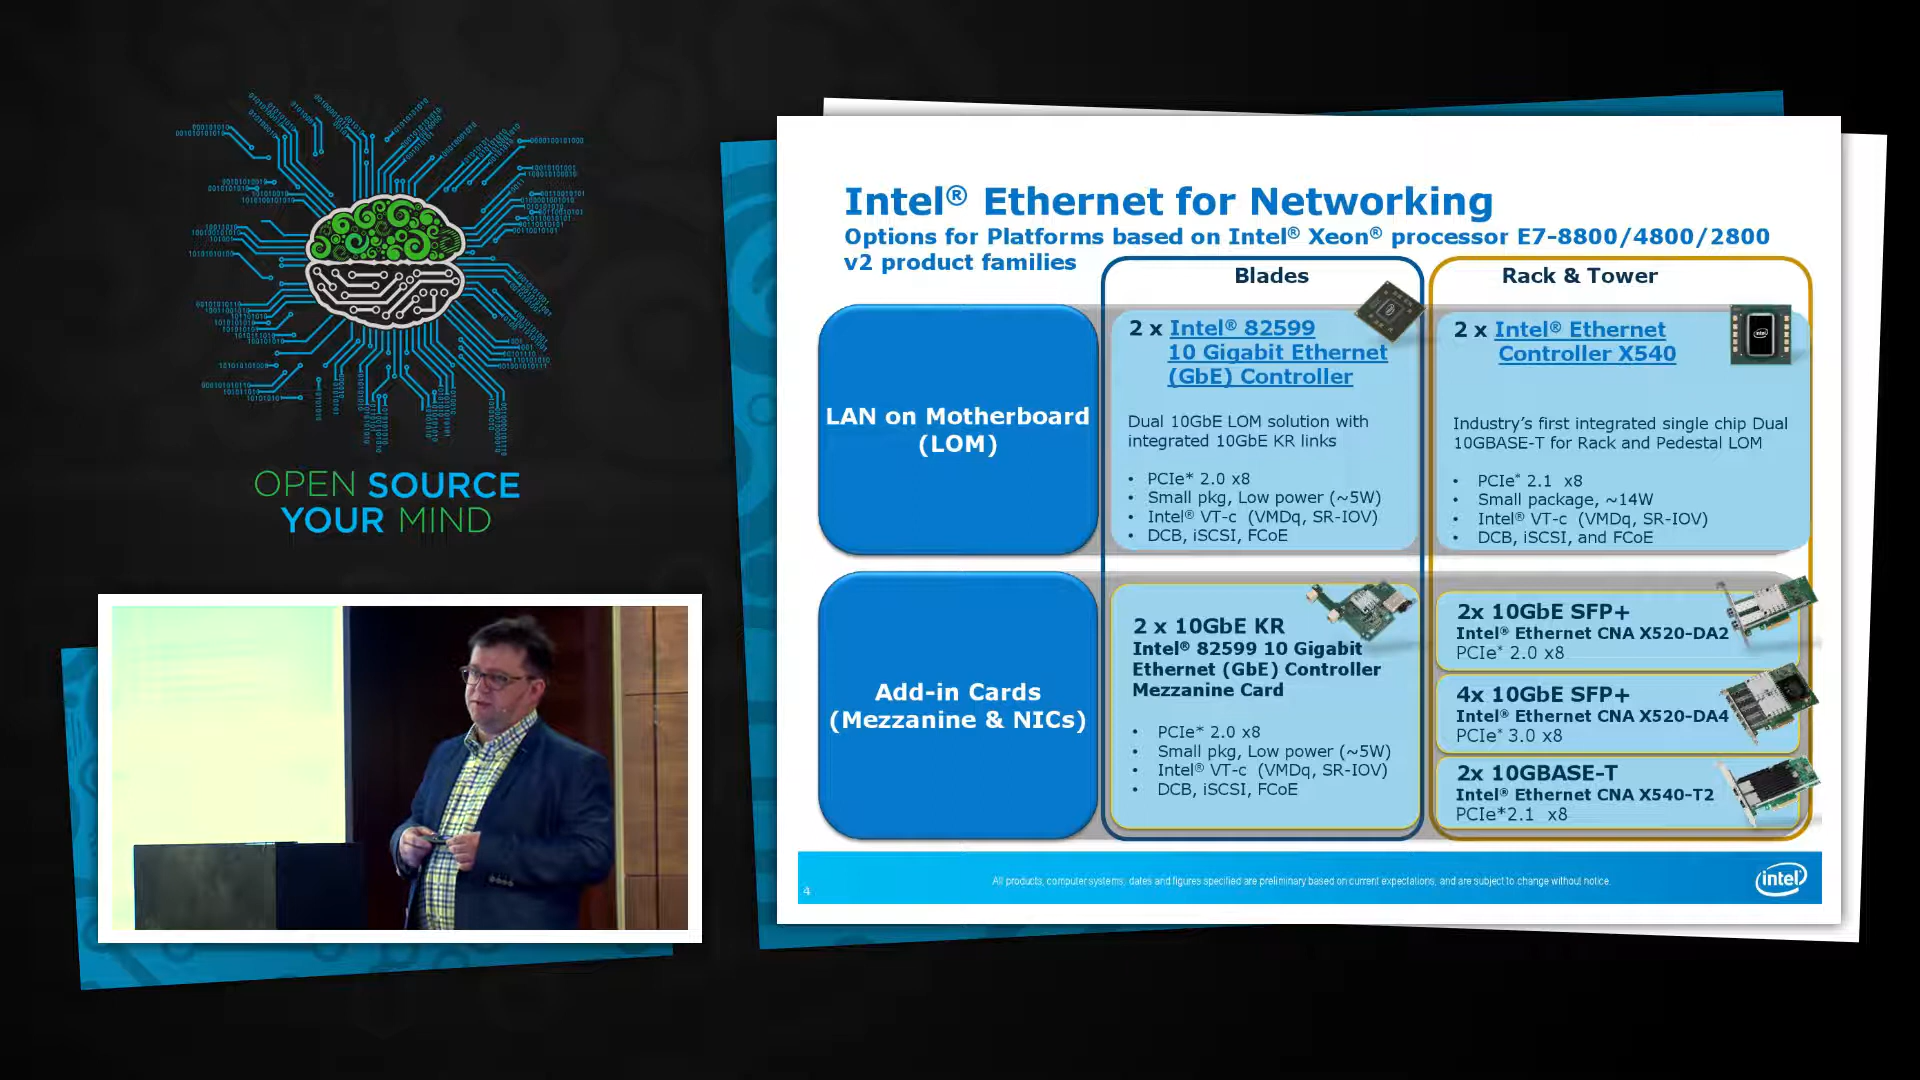 OPEN SOURCE
YOUR MIND
Intel® Ethernet for Networking
Options for Platforms based on Intel® Xeon® processor E7-8800/4800/2800
v2 product families
Blades
Rack & Tower
LAN on Motherboard
(LOM)
2 x Intel® 82599
10 Gigabit Ethernet
(GbE) Controller
Dual 10GbE LOM solution with
integrated 10GbE KR links
• PCIe* 2.0 x8
• Small pkg, Low power (~5W)
• Intel® VT-c (VMDq, SR-IOV)
• DCB, iSCSI, FCoE
2 x Intel® Ethernet
Controller X540
Industry's first integrated single chip Dual
10GBASE-T for Rack and Pedestal LOM
• PCIe* 2.1 x8
• Small package, ~14W
• Intel® VT-c (VMDq, SR-IOV)
• DCB, iSCSI, and FCoE
Add-in Cards
(Mezzanine & NICs)
2 x 10GbE KR
Intel® 82599 10 Gigabit
Ethernet (GbE) Controller
Mezzanine Card
• PCIe* 2.0 x8
• Small pkg, Low power (~5W)
• Intel® VT-c (VMDq, SR-IOV)
• DCB, iSCSI, FCoE
2x 10GbE SFP+
Intel® Ethernet CNA X520-DA2
PCIe* 2.0 x8
4x 10GbE SFP+
Intel® Ethernet CNA X520-DA4
PCIe* 3.0 x8
2x 10GBASE-T
Intel® Ethernet CNA X540-T2
PCIe*2.1 x8
4
All products, computer systems, dates and figures specified are preliminary based on current expectations, and are subject to change without notice.
intel